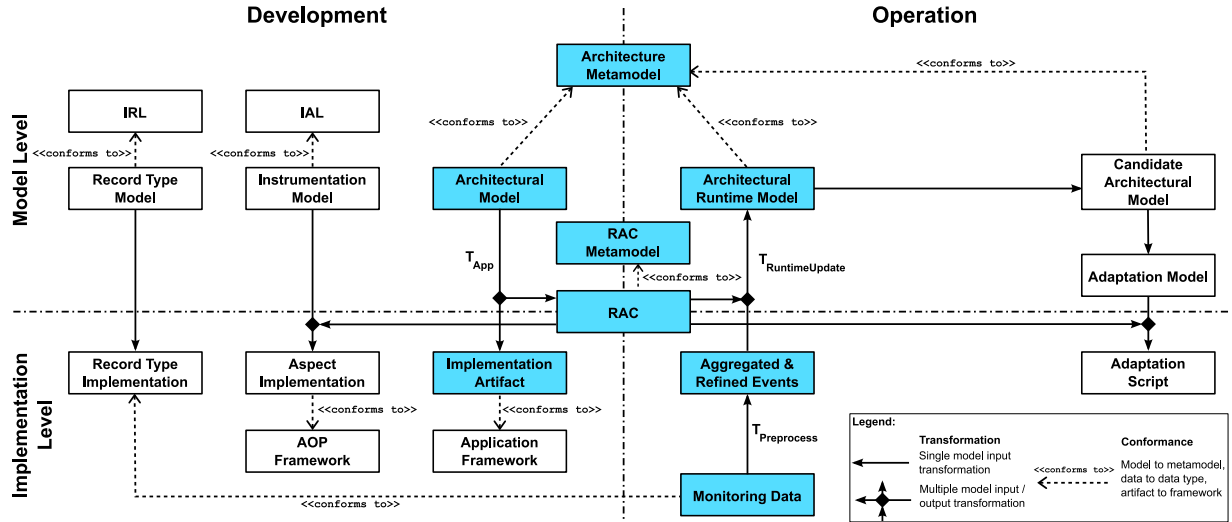 Development
Operation
Model Level
Implementation
Level
Architecture
Metamodel
<<conforms to>>
IRL
IAL
<<conforms to>>
<<conforms to>>
<<conforms to>>
<<conforms to>>
Record Type
Model
Instrumentation
Model
Architectural
Model
Architectural
Runtime Model
Candidate
Architectural
Model
RAC
Metamodel
TApp
<<conforms to>>
TRuntimeUpdate
Adaptation Model
RAC
Record Type
Implementation
Aspect
Implementation
Implementation
Artifact
Aggregated &
Refined Events
Adaptation
Script
<<conforms to>>
<<conforms to>>
AOP
Framework
Application
Framework
TPreprocess
Monitoring Data
<<conforms to>>
Legend:
Transformation
Single model input
transformation
Multiple model input /
output transformation
Conformance
<<conforms to>>
Model to metamodel,
data to data type,
artifact to framework